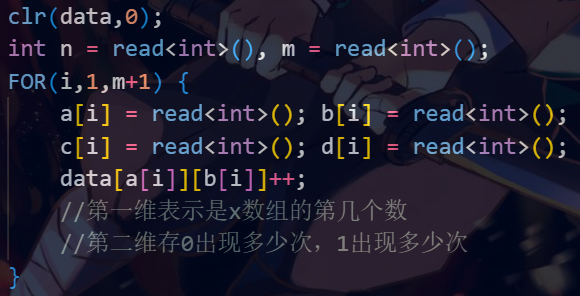 clr(data,0);
int n = read<int>(), m = read<int>();
FOR(i,1,m+1) {
    a[i] = read<int>(); b[i] = read<int>();
    c[i] = read<int>(); d[i] = read<int>();
    data[a[i]][b[i]]++;
    //第一维表示是x数组的第几个数
    //第二维存0出现多少次，1出现多少次
}